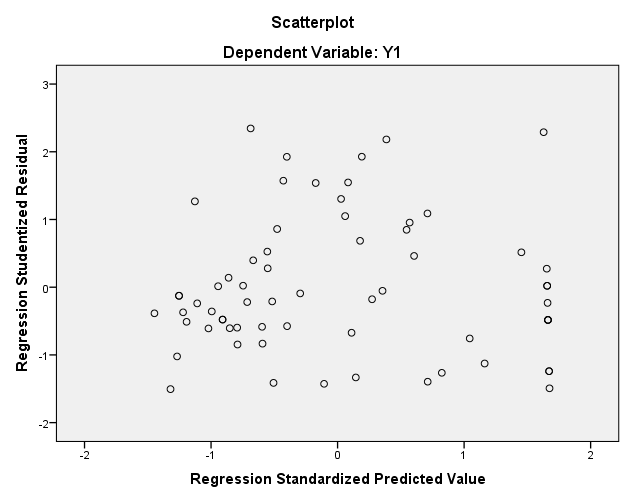 Scatterplot
Dependent Variable: Y1
Regression Studentized Residual
3
2
1
0
-1
-2
-2
-1
0
1
2
Regression Standardized Predicted Value